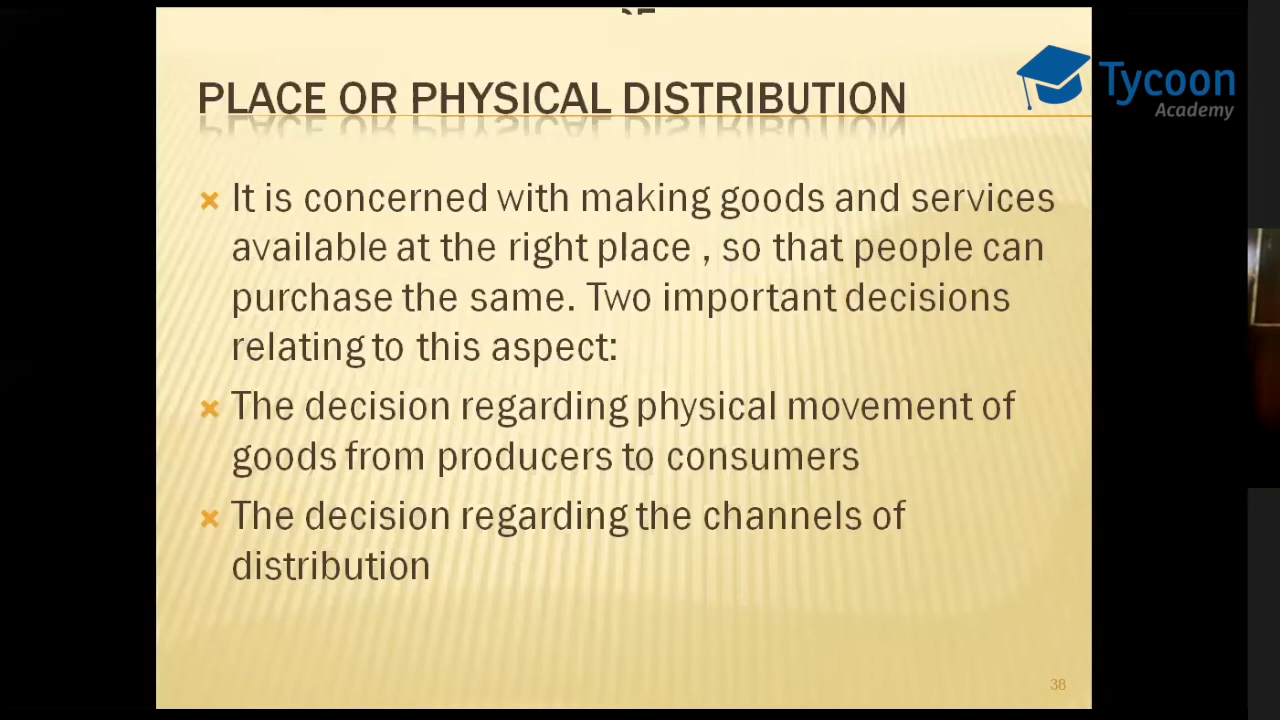 PLACE OR PHYSICAL DISTRIBUTION
Tycoon
Academy
It is concerned with making goods and services
available at the right place , so that people can
purchase the same. Two important decisions
relating to this aspect:
The decision regarding physical movement of
goods from producers to consumers
The decision regarding the channels of
distribution
38